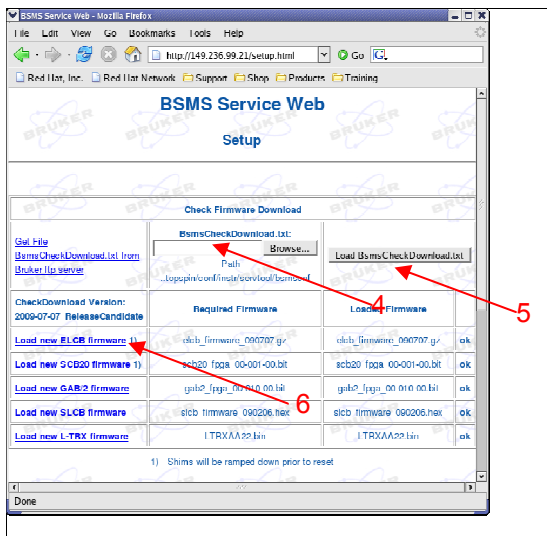 BSMS Service Web - Mozilla Firefox
File Edit View Go Bookmarks Tools Help
http://149.236.99.21/setup.html Go G
Red Hat, Inc. Red Hat Network Support Shop Products Training
BSMS Service Web
Setup
Check Firmware Download
Get File
BsmsCheckDownload.txt from
Bruker ftp server
BsmsCheckDownload.txt:
Browse...
Path
..topspin/conf/instr/servtool/bsmsconf
Load BsmsCheckDownload.txt
4
5
CheckDownload Version:
2009-07-07 ReleaseCandidate
Required Firmware
Loaded Firmware
Load new ELCB firmware 1) elcb_firmware_090707.gz elcb_firmware_090707.gz ok
Load new SCB20 firmware 1) scb20_fpga_00-001-00.bit scb20_fpga_00-001-00.bit ok
Load new GAB/2 firmware gab2_fpga_00-010-00.bit gab2_fpga_00-010-00.bit ok
6
Load new SLCB firmware slcb_firmware_090206.hex slcb_firmware_090206.hex ok
Load new L-TRX firmware LTRXAA22.bin LTRXAA22.bin ok
1) Shims will be ramped down prior to reset
Done
BRUKER